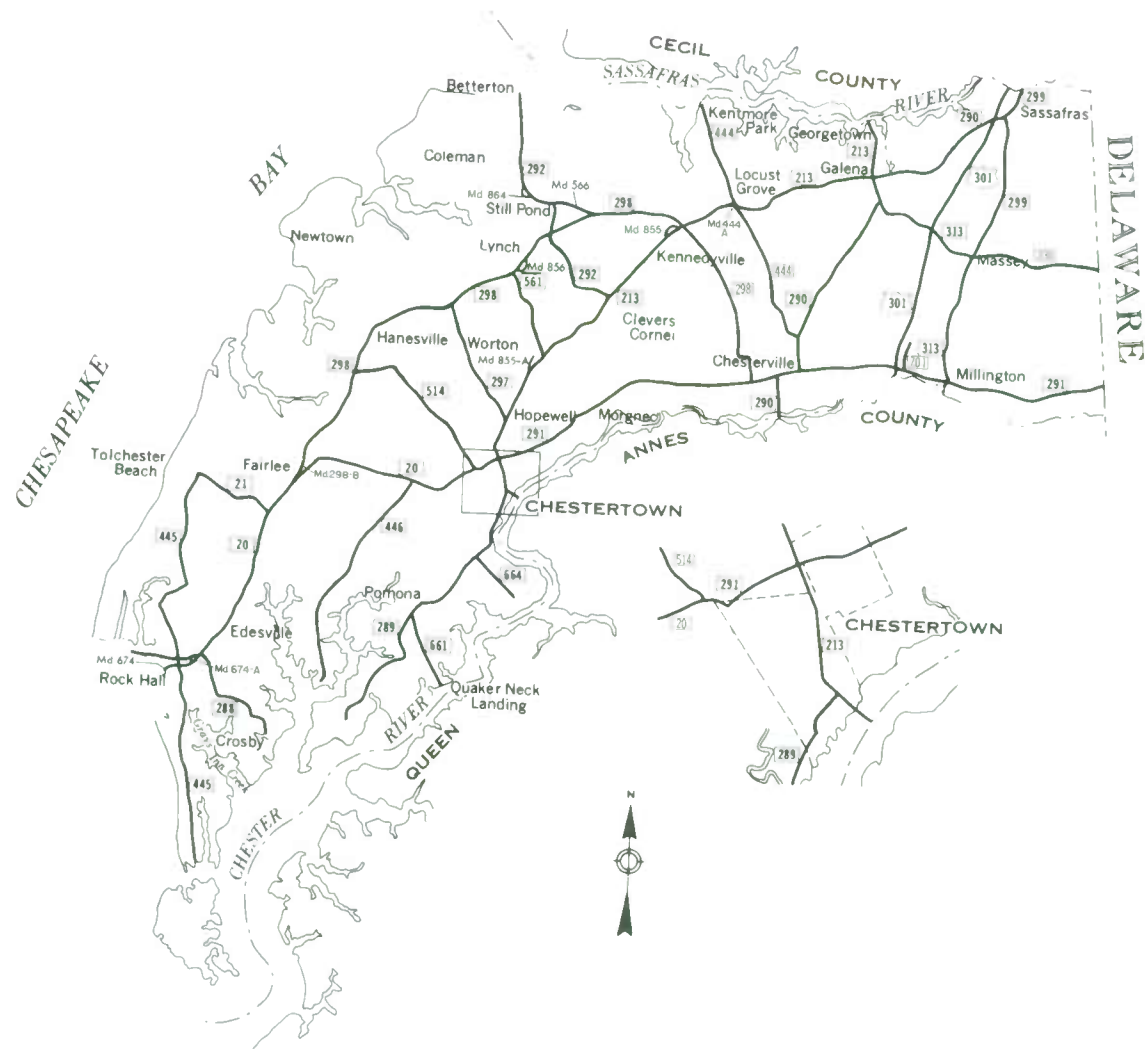 CECIL
COUNTY
SASSAFRAS
RIVER
Betterton
Kentmore
Park
Georgetown
299
290
Sassafras
444
213
BAY
Coleman
292
Md 566
Locust
Grove
213
Galena
301
299
DELAWARE
Md 864
Still Pond
298
Md 855
Md 444
A
313
Newtown
Lynch
Md 856
561
292
Kennedyville
444
298
Massey
298
213
290
301
Hanesville
Worton
Clevers
Md 855-A
Chesterville
313
701
Millington
298
514
297
291
CHESAPEAKE
Hopewell
Morgnec
290
COUNTY
291
ANNES
Tolchester
Beach
Fairlee
Md 298-B
20
21
CHESTERTOWN
445
20
446
664
514
291
Pomona
20
CHESTERTOWN
Edesville
289
661
213
Md 674
Md 674-A
Rock Hall
288
Quaker Neck
Landing
RIVER
Crosby
Grays Inn Creek
QUEEN
289
445
N
CHESTER